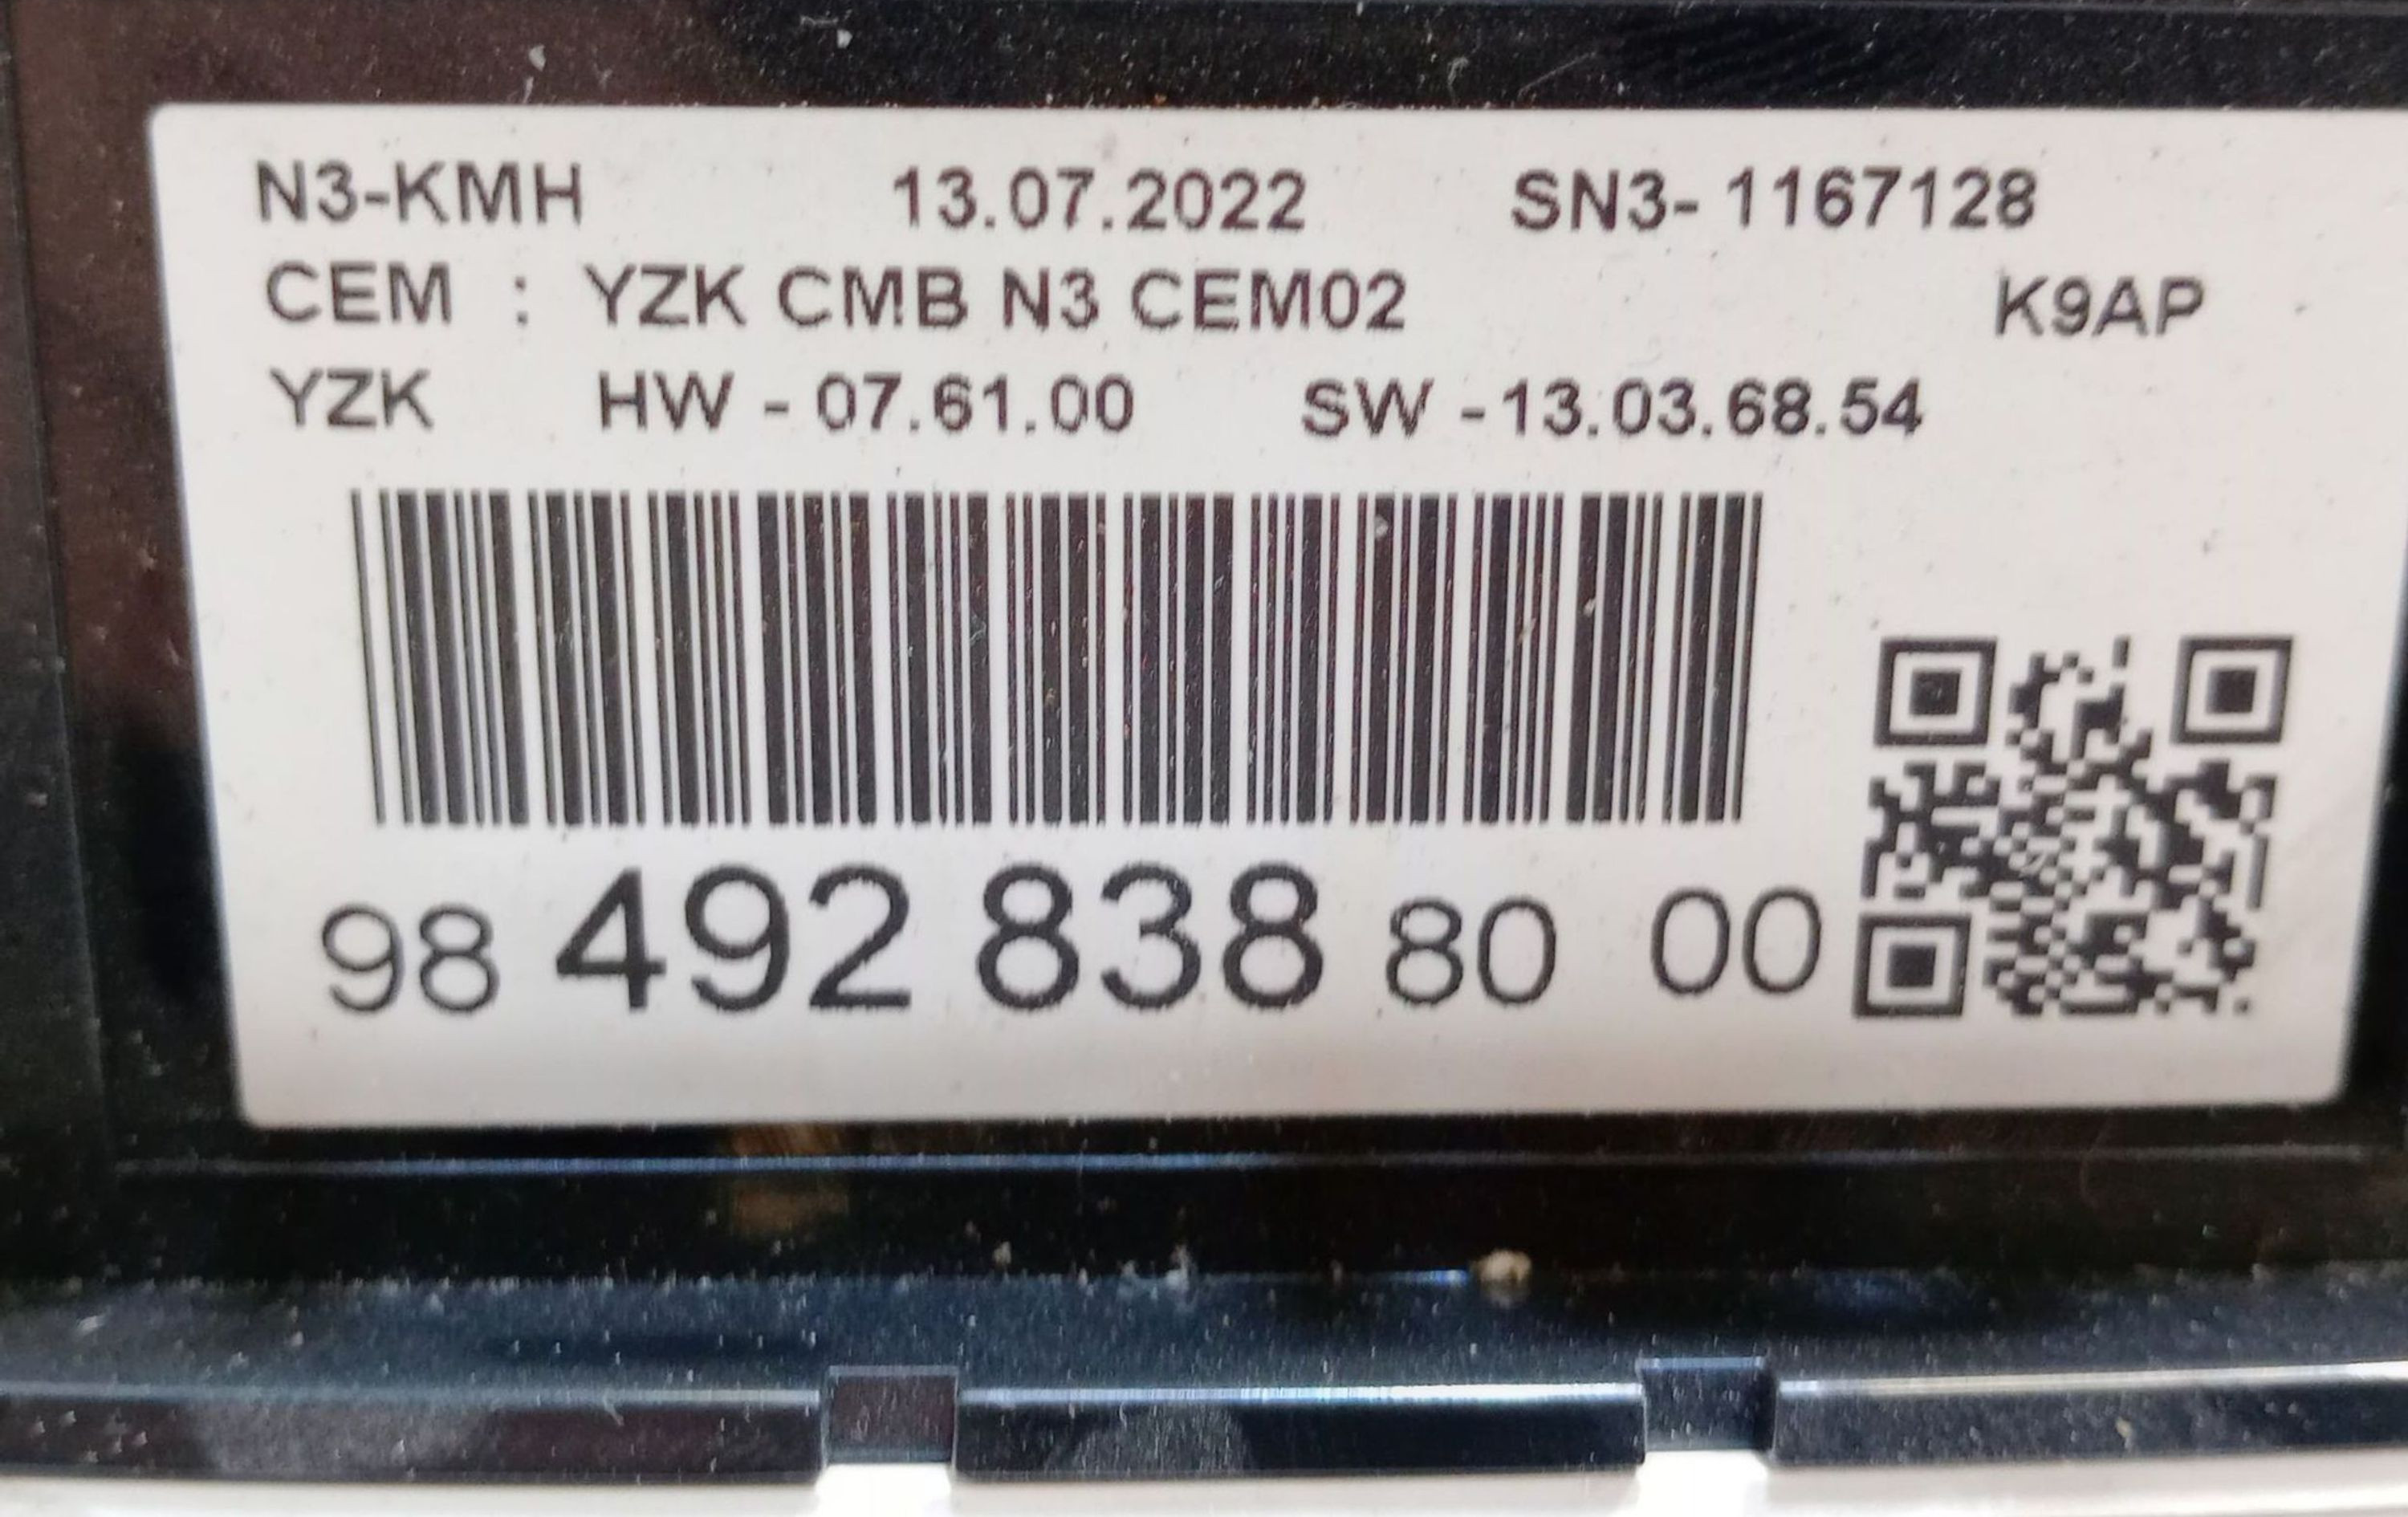 N3-KMH 13.07.2022 SN3- 1167128
CEM : YZK CMB N3 CEM02 K9AP
YZK HW - 07.61.00 SW -13.03.68.54
98 492 838 80 00